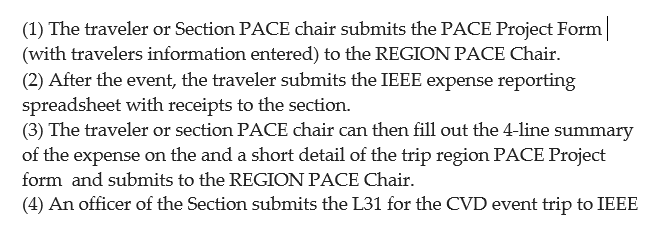 (1) The traveler or Section PACE chair submits the PACE Project Form
(with travelers information entered) to the REGION PACE Chair.
(2) After the event, the traveler submits the IEEE expense reporting
spreadsheet with receipts to the section.
(3) The traveler or section PACE chair can then fill out the 4-line summary
of the expense on the and a short detail of the trip region PACE Project
form  and submits to the REGION PACE Chair.
(4) An officer of the Section submits the L31 for the CVD event trip to IEEE